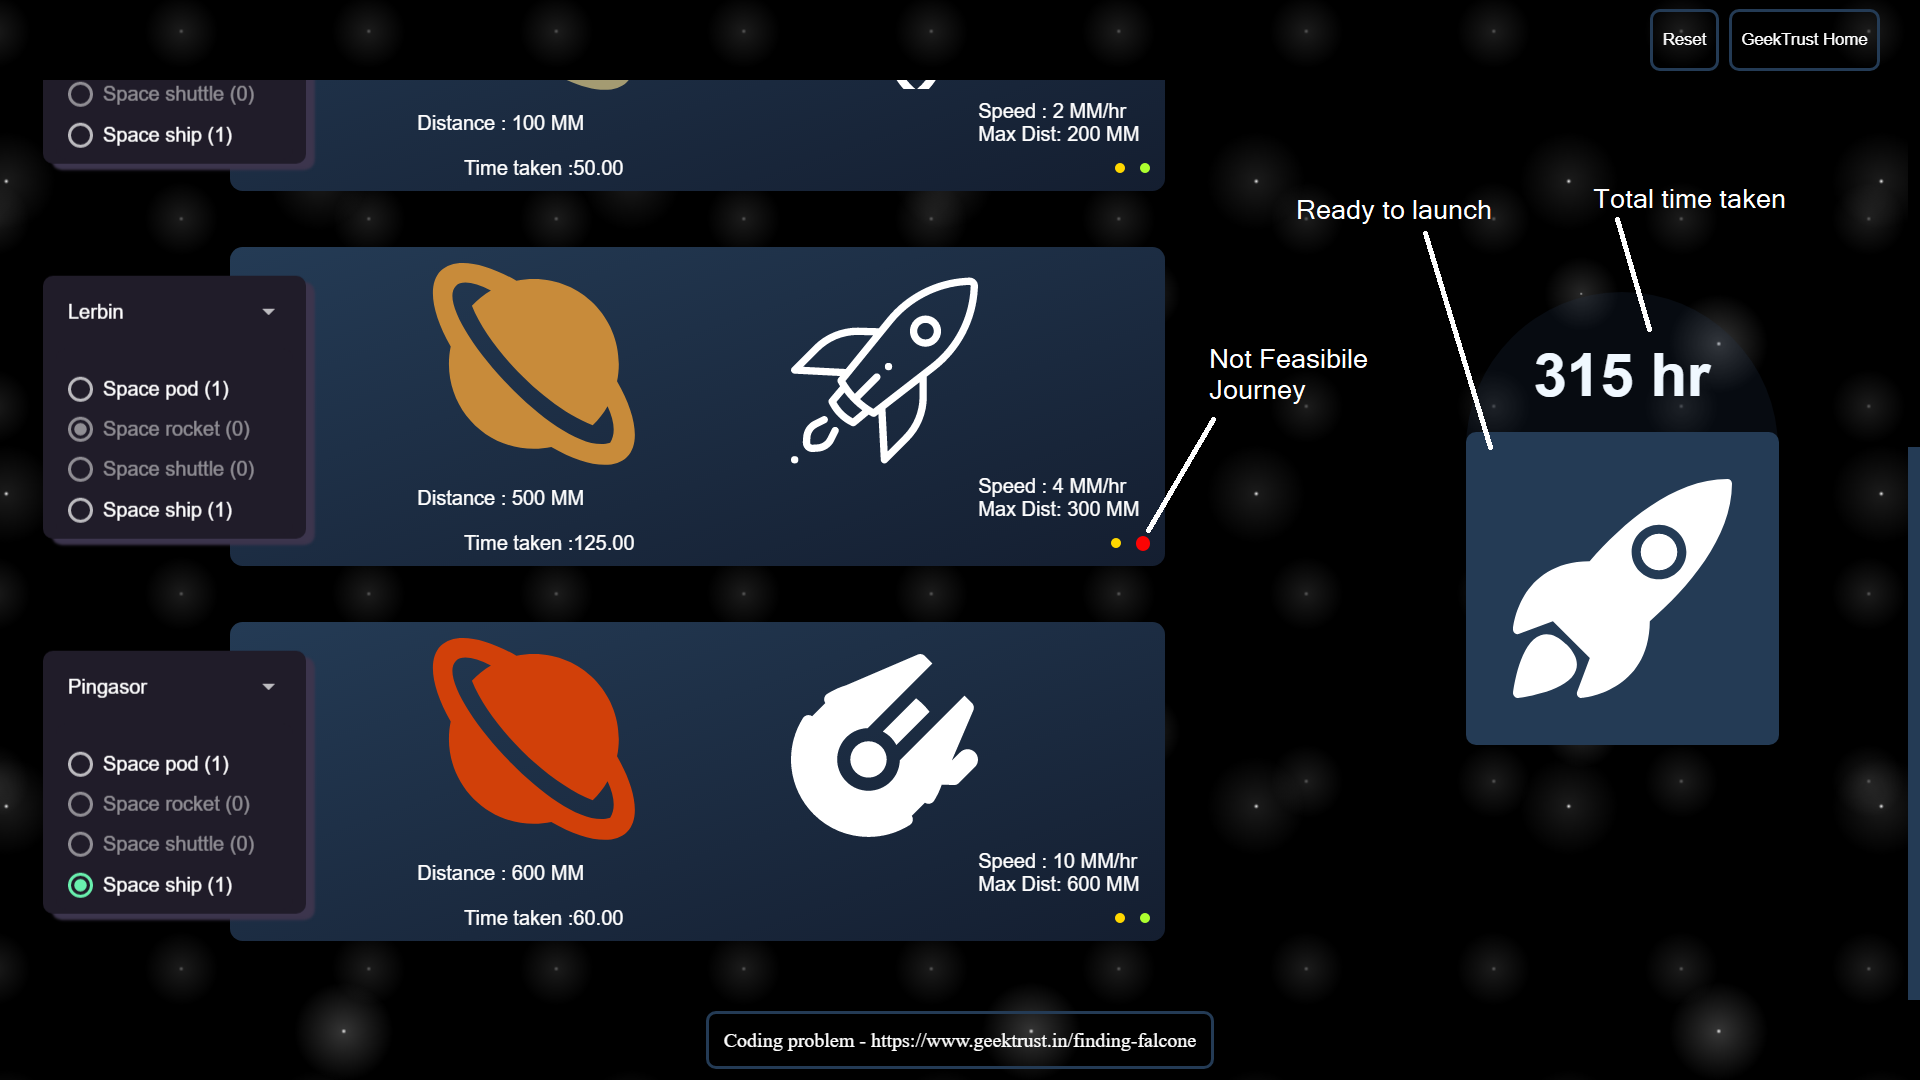 Reset
GeekTrust Home
Space shuttle (0)
Space ship (1)
Distance : 100 MM
Speed : 2 MM/hr
Max Dist: 200 MM
Time taken :50.00
Ready to launch
Total time taken
Lerbin
Space pod (1)
Space rocket (0)
Space shuttle (0)
Space ship (1)
Distance : 500 MM
Speed : 4 MM/hr
Max Dist: 300 MM
Time taken :125.00
Not Feasibile
Journey
315 hr
Pingasor
Space pod (1)
Space rocket (0)
Space shuttle (0)
Space ship (1)
Distance : 600 MM
Speed : 10 MM/hr
Max Dist: 600 MM
Time taken :60.00
Coding problem - https://www.geektrust.in/finding-falcone